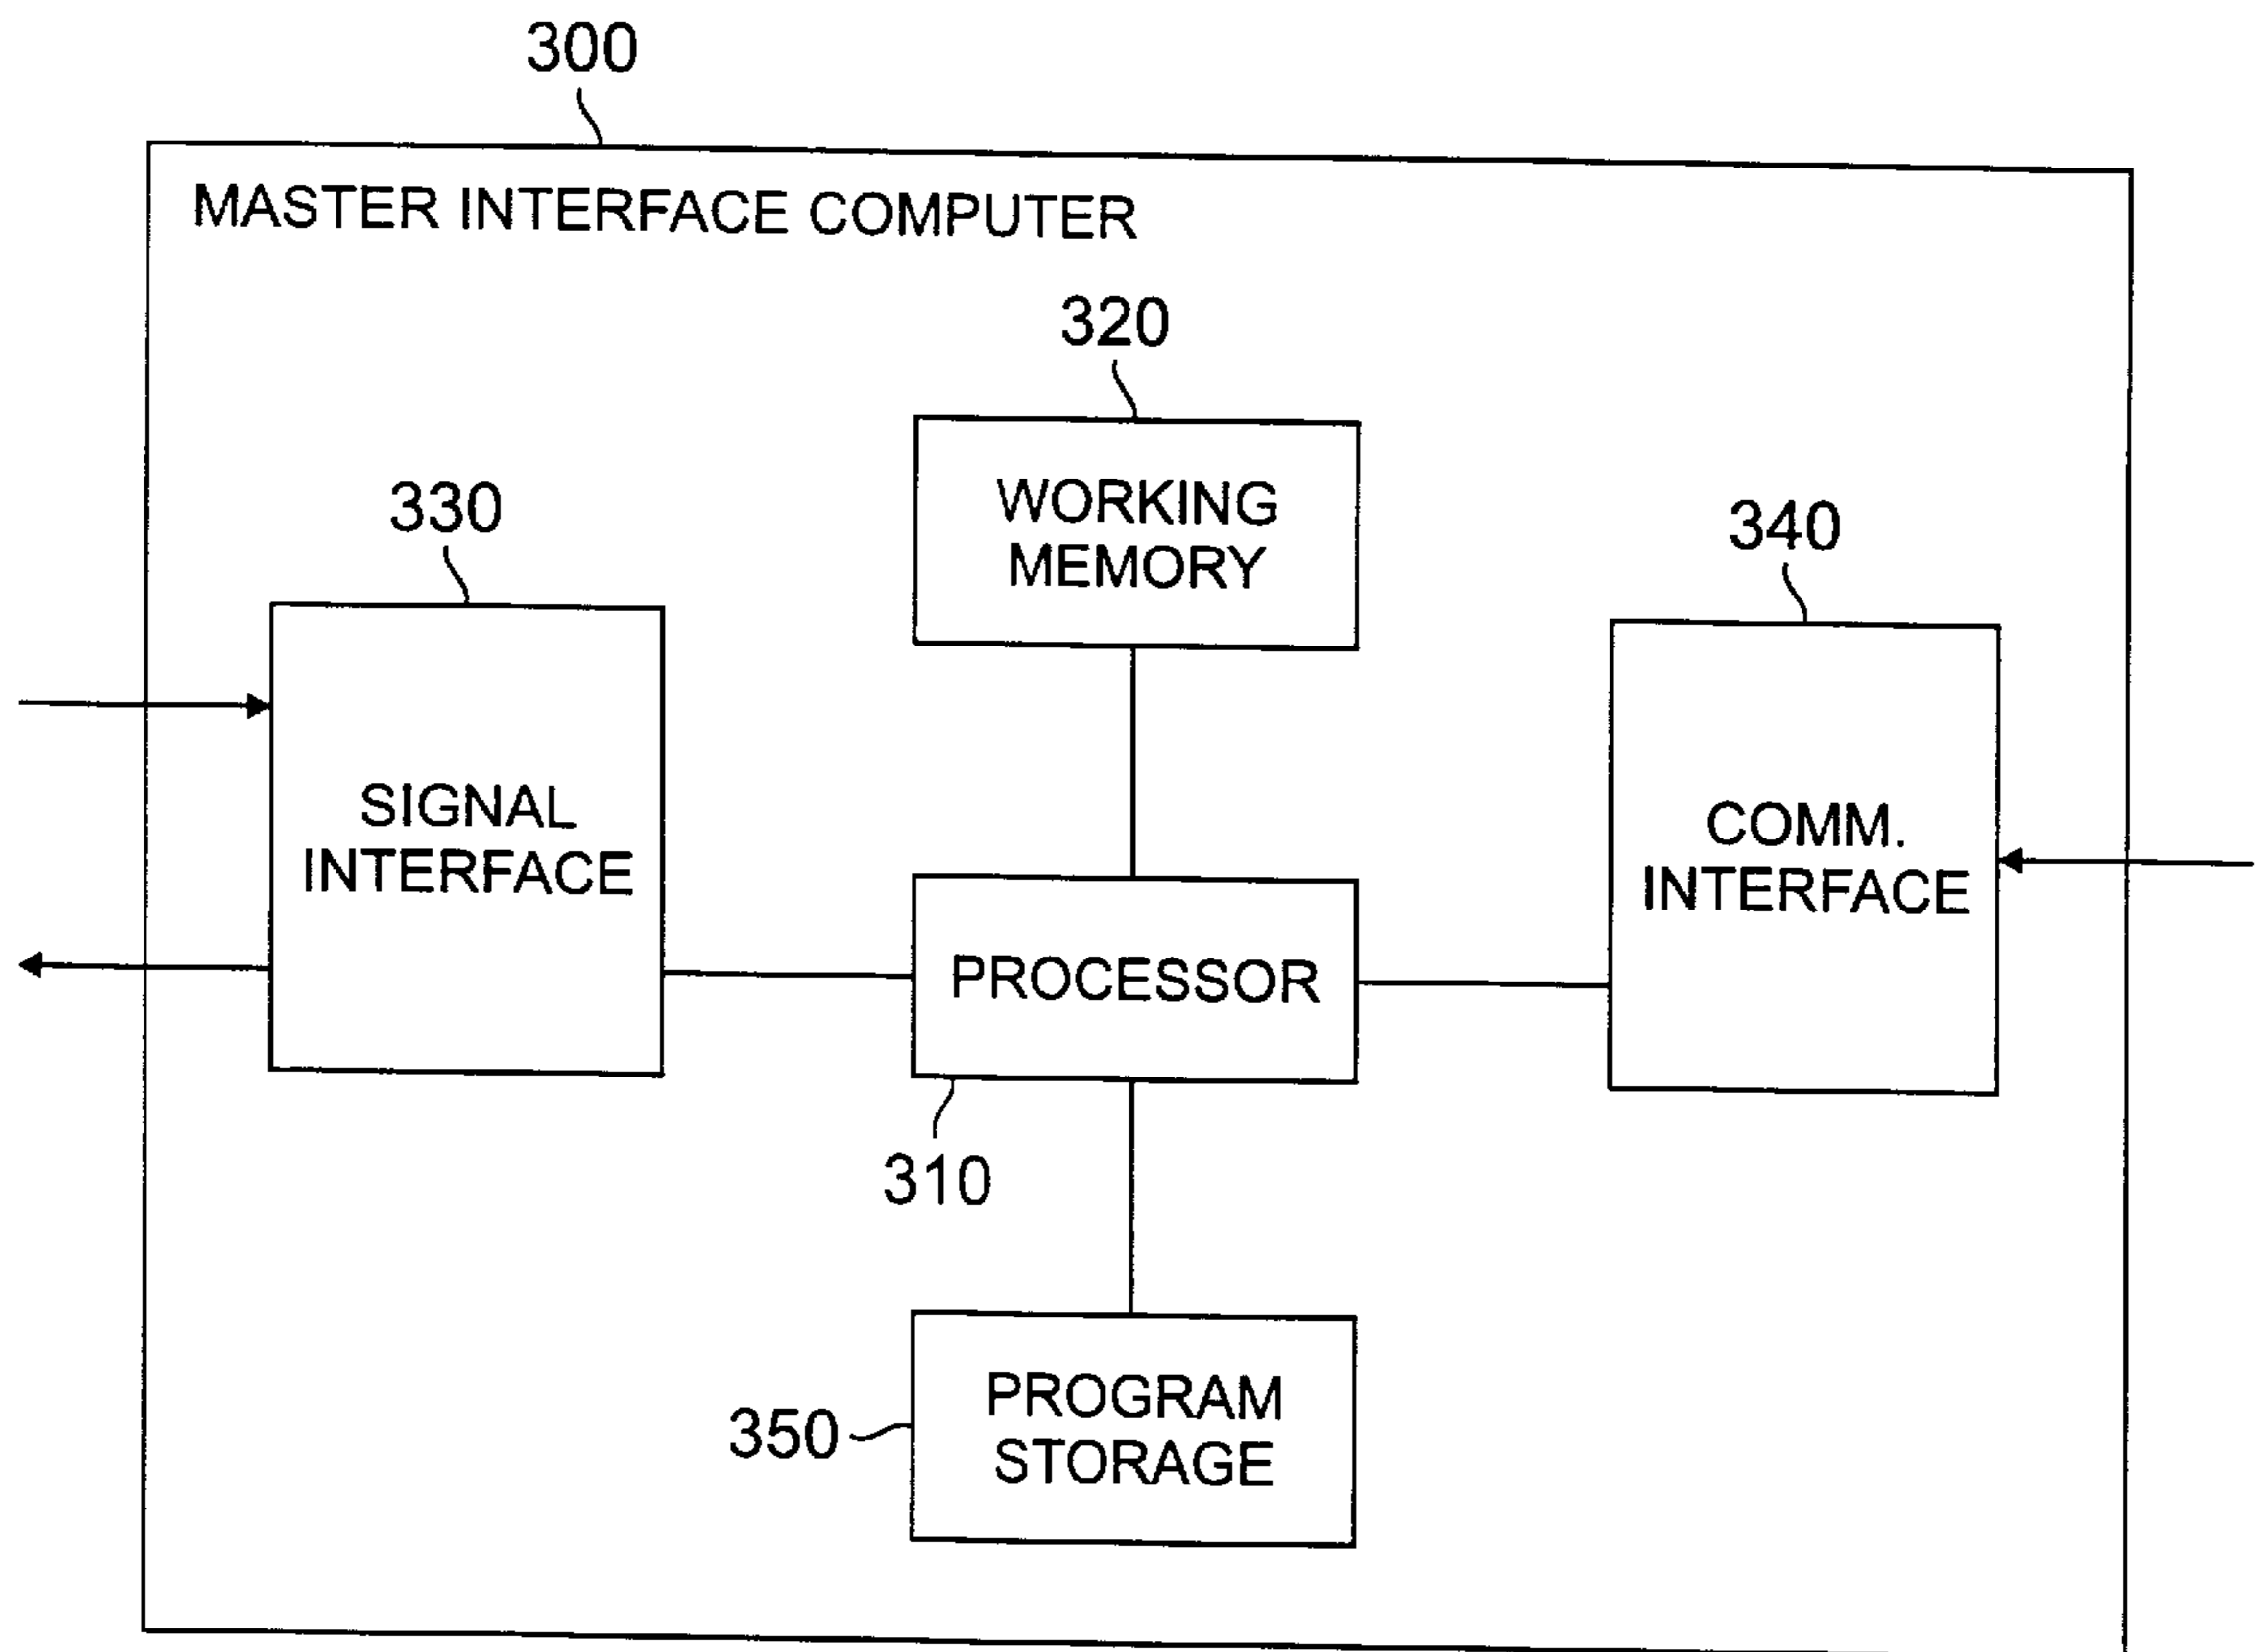 300
MASTER INTERFACE COMPUTER
320
WORKING
MEMORY
330
SIGNAL
INTERFACE
340
COMM.
INTERFACE
PROCESSOR
310
350
PROGRAM
STORAGE